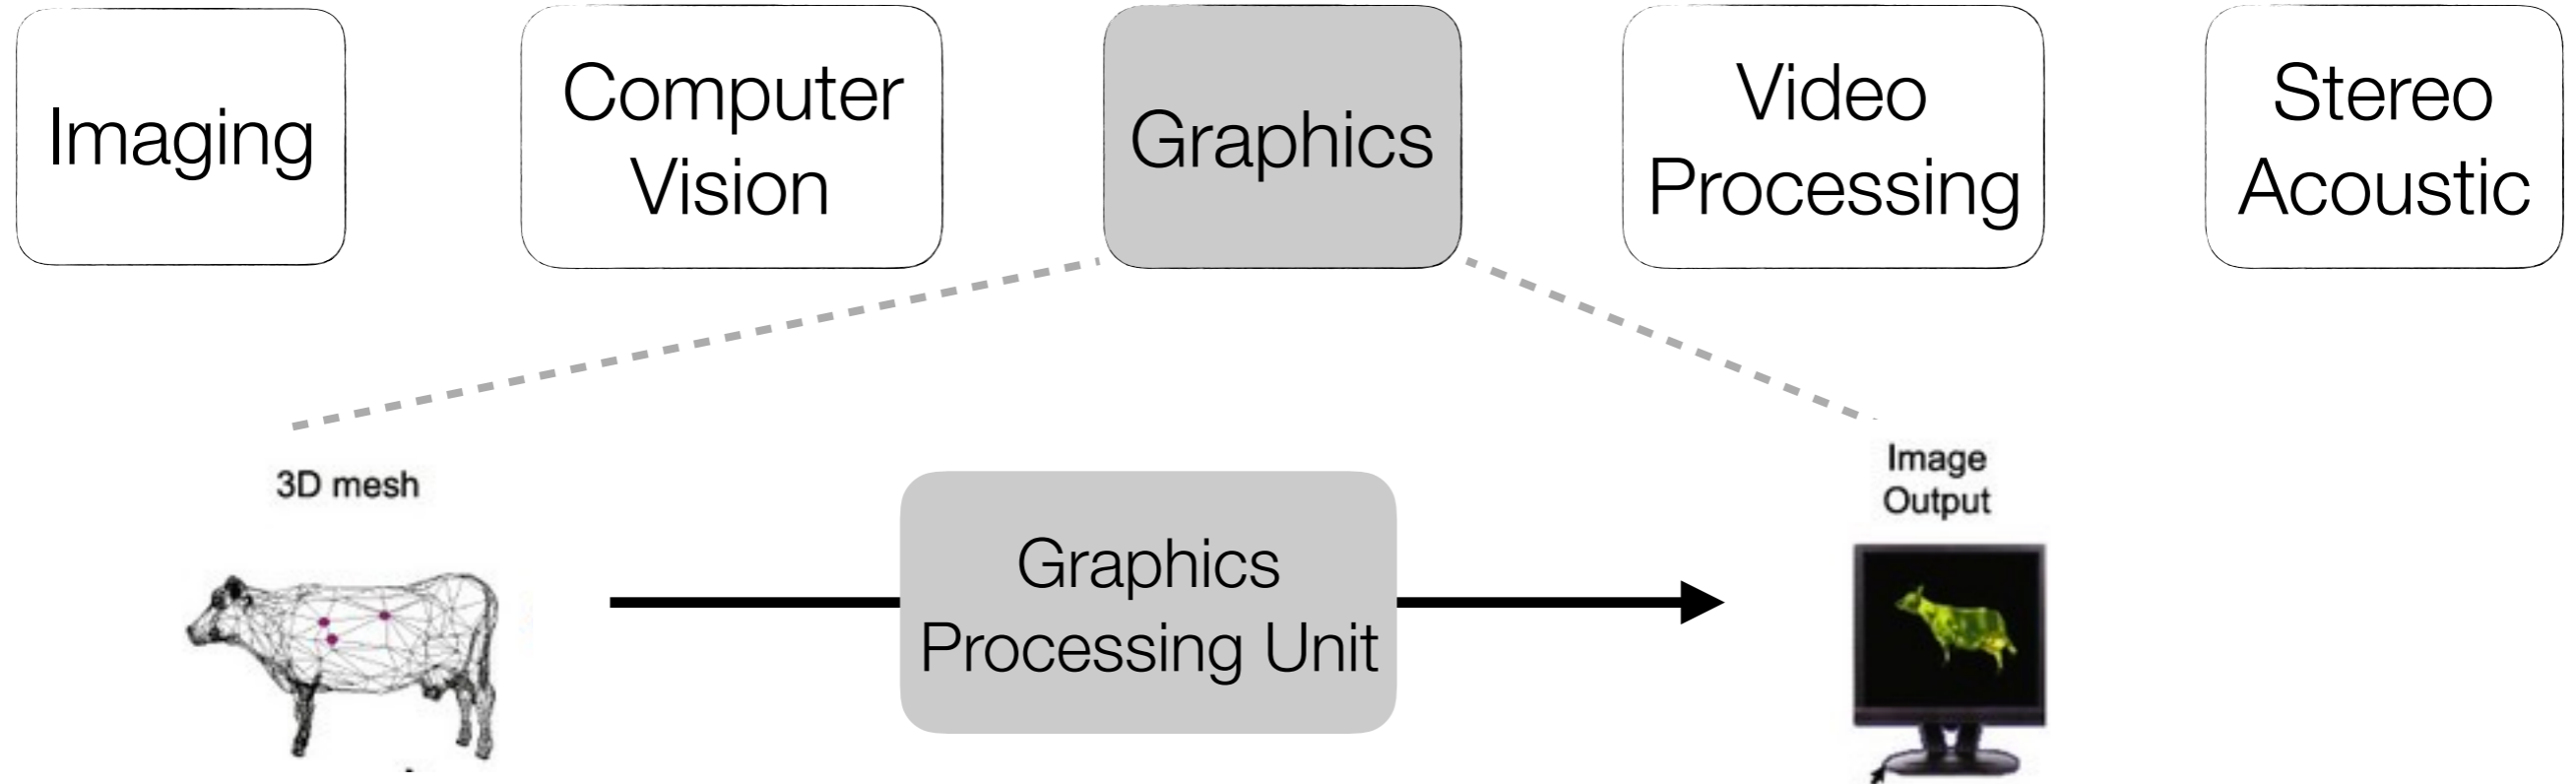 Imaging
Computer
Vision
Graphics
Video
Processing
Stereo
Acoustic
3D mesh
Graphics
Processing Unit
Image
Output